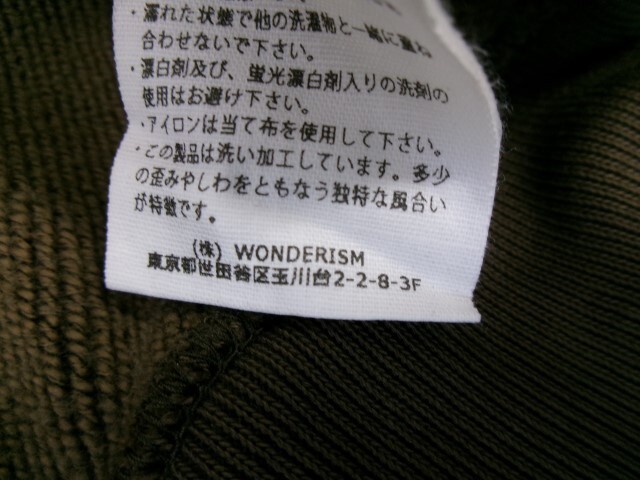 ・濡れた状態で他の洗濯物と一緒に重ね
合わせないで下さい。
・漂白剤及び、蛍光漂白剤入りの洗剤の
使用はお避け下さい。
・アイロンは当て布を使用して下さい。
・この製品は洗い加工しています。多少
の歪みやしわをともなう独特な風合い
が特徴です。
(株) WONDERISM
東京都世田谷区玉川台2-2-8-3F